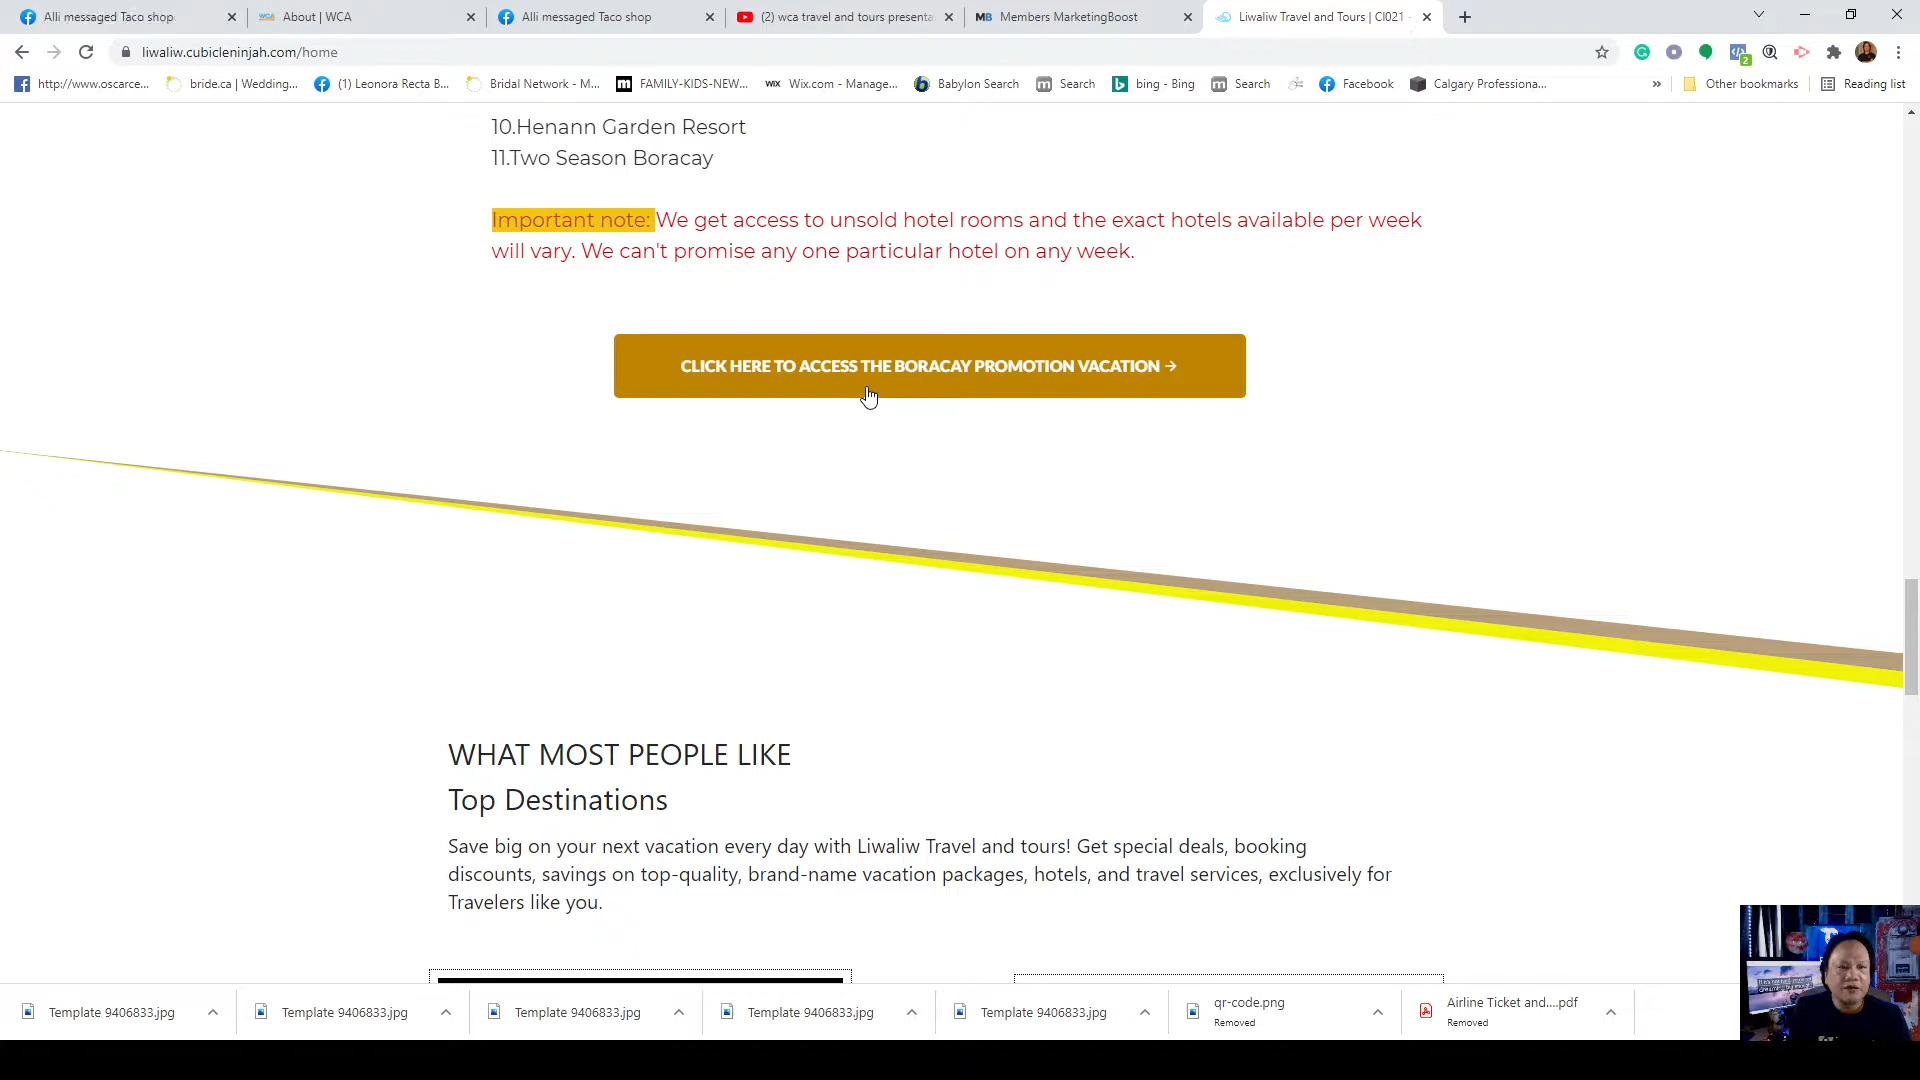 Alli messaged Taco shop
About | WCA
Alli messaged Taco shop
(2) wca travel and tours presenta
MB Members MarketingBoost
Liwaliw Travel and Tours | CI021 -
liwaliw.cubicleninjah.com/home
2
http://www.oscarce...
bride.ca | Wedding...
(1) Leonora Recta B...
Bridal Network - M...
FAMILY-KIDS-NEW...
WIX Wix.com - Manage...
Babylon Search
Search
bing - Bing
Search
Facebook
Calgary Professiona...
»
Other bookmarks
Reading list
10.Henann Garden Resort
11.Two Season Boracay
Important note: We get access to unsold hotel rooms and the exact hotels available per week
will vary. We can't promise any one particular hotel on any week.
CLICK HERE TO ACCESS THE BORACAY PROMOTION VACATION →
WHAT MOST PEOPLE LIKE
Top Destinations
Save big on your next vacation every day with Liwaliw Travel and tours! Get special deals, booking
discounts, savings on top-quality, brand-name vacation packages, hotels, and travel services, exclusively for
Travelers like you.
Template 9406833.jpg
Template 9406833.jpg
Template 9406833.jpg
Template 9406833.jpg
Template 9406833.jpg
qr-code.png
Removed
Airline Ticket and....pdf
Removed